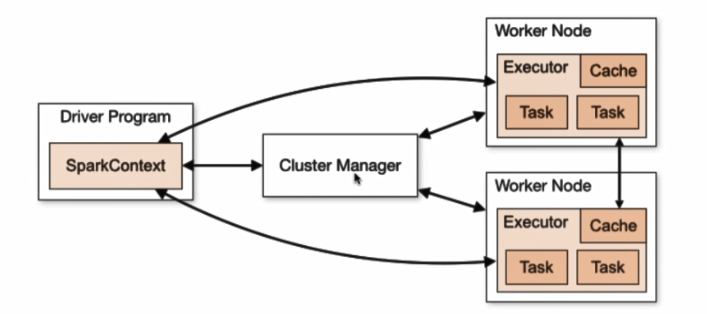 Driver Program
SparkContext
Cluster Manager
Worker Node
Executor
Cache
Task
Task
Worker Node
Executor
Cache
Task
Task